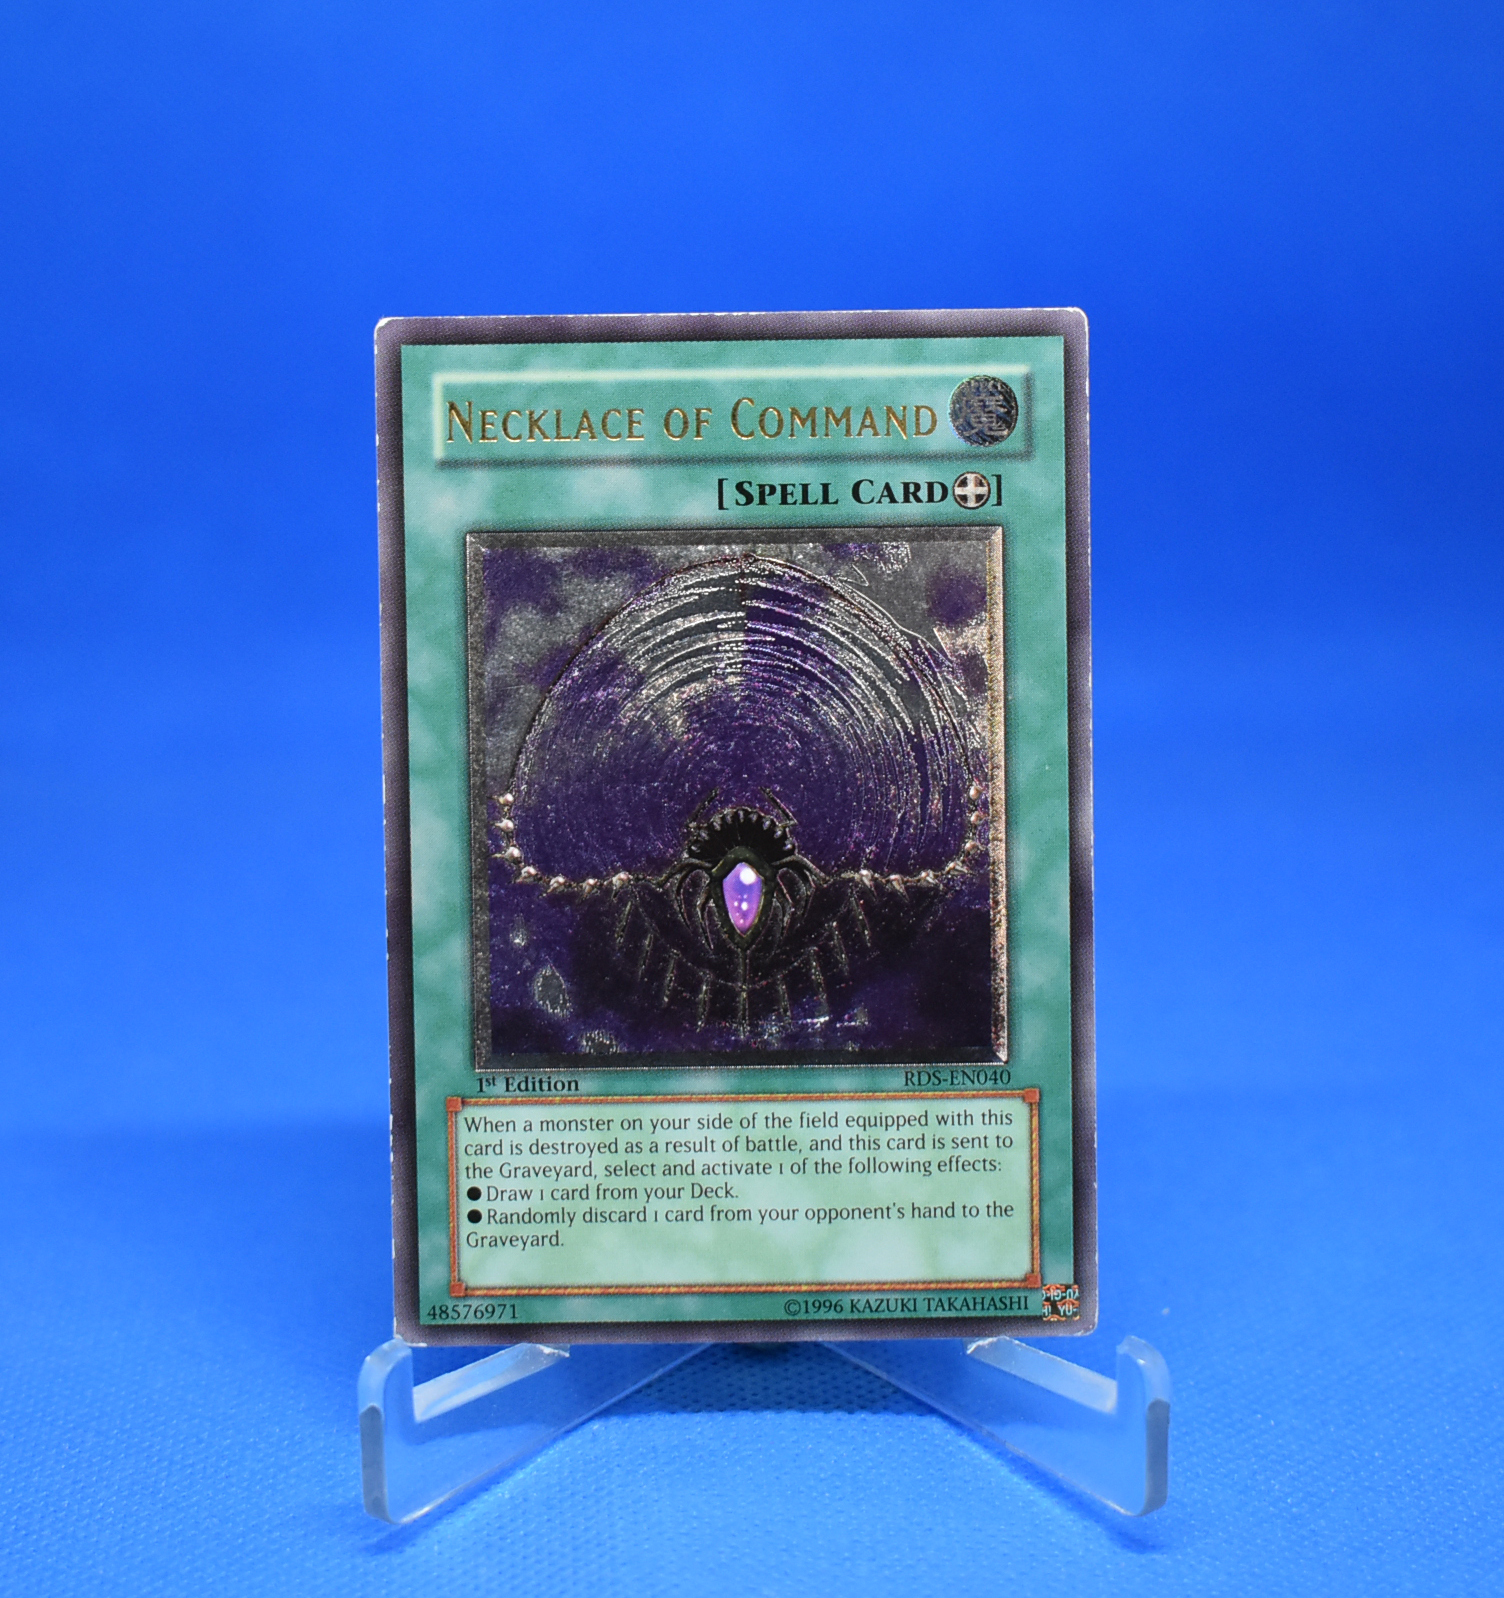 NECKLACE OF COMMAND 魔
[SPELL CARD]
1st Edition RDS-EN040
When a monster on your side of the field equipped with this
card is destroyed as a result of battle, and this card is sent to
the Graveyard, select and activate 1 of the following effects:
●Draw 1 card from your Deck.
●Randomly discard 1 card from your opponent's hand to the
Graveyard.
48576971 ©1996 KAZUKI TAKAHASHI